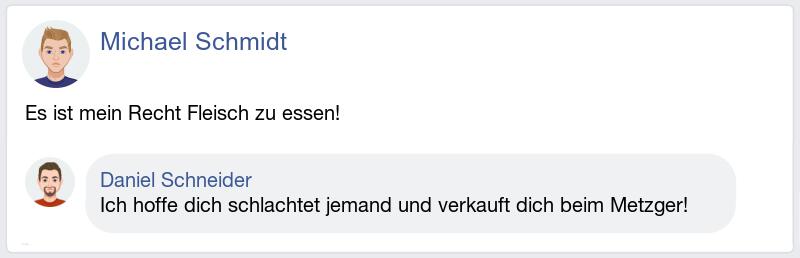 Michael Schmidt
Es ist mein Recht Fleisch zu essen!
Daniel Schneider
Ich hoffe dich schlachtet jemand und verkauft dich beim Metzger!